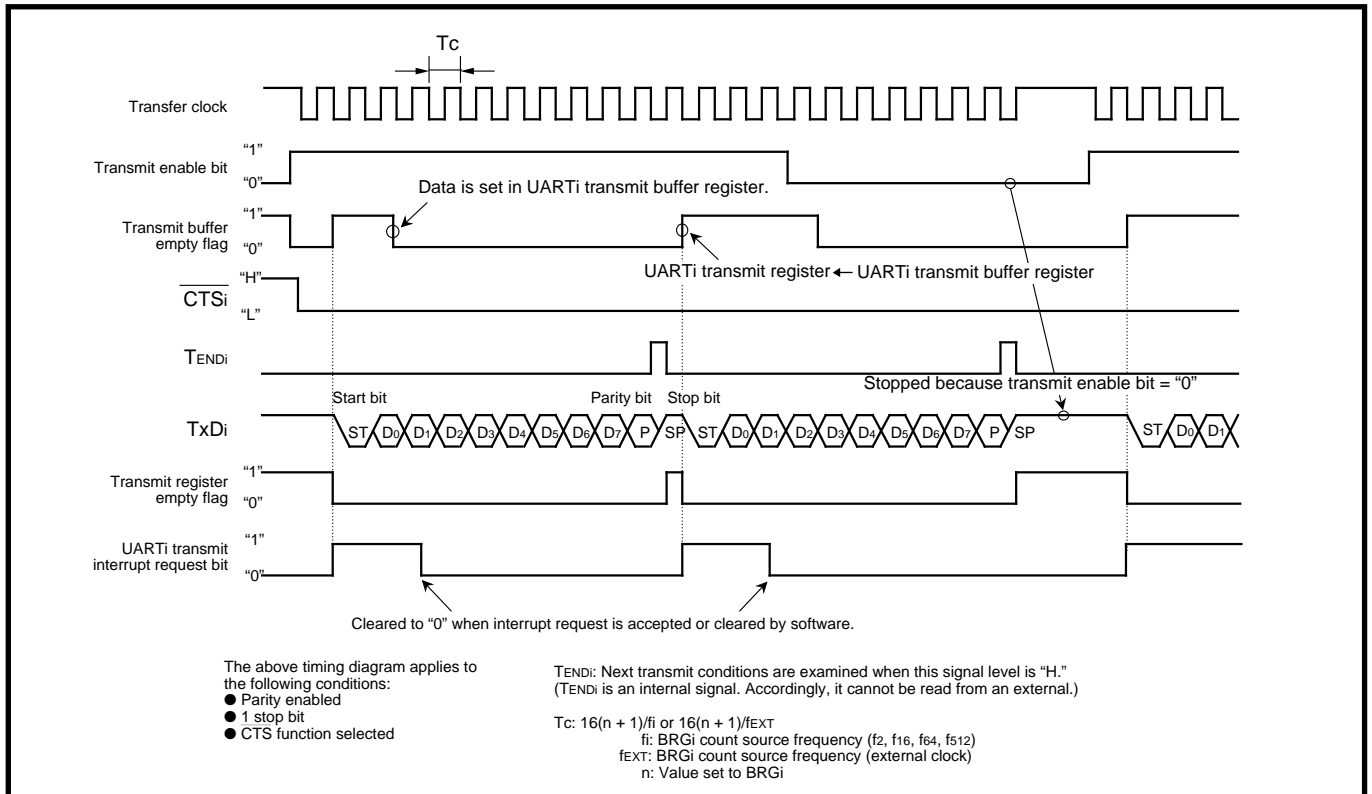 Tc
Transfer clock
Transmit enable bit
“1”
“0”
Data is set in UARTi transmit buffer register.
Transmit buffer
empty flag
“1”
“0”
UARTi transmit register ← UARTi transmit buffer register
CTSi
“H”
“L”
TENDi
Stopped because transmit enable bit = “0”
Start bit
Parity bit
Stop bit
TxDi
ST D0 D1 D2 D3 D4 D5 D6 D7 P SP ST D0 D1 D2 D3 D4 D5 D6 D7 P SP ST D0 D1
Transmit register
empty flag
“1”
“0”
UARTi transmit
interrupt request bit
“1”
“0”
Cleared to “0” when interrupt request is accepted or cleared by software.
The above timing diagram applies to
the following conditions:
● Parity enabled
● 1 stop bit
● CTS function selected
TENDi: Next transmit conditions are examined when this signal level is “H.”
(TENDi is an internal signal. Accordingly, it cannot be read from an external.)
Tc: 16(n + 1)/fi or 16(n + 1)/fEXT
fi: BRGi count source frequency (f2, f16, f64, f512)
fEXT: BRGi count source frequency (external clock)
n: Value set to BRGi